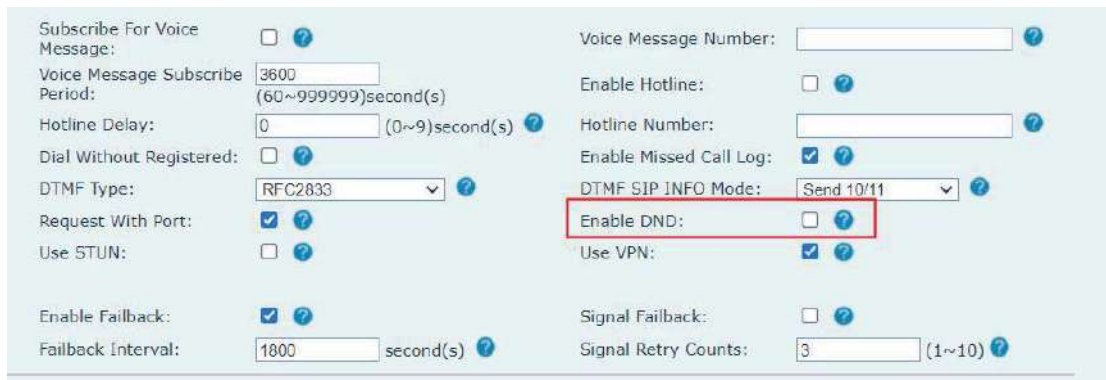 Subscribe For Voice Message: ? Voice Message Number: ?
Voice Message Subscribe Period: 3600 (60~999999)second(s) Enable Hotline: ?
Hotline Delay: 0 (0~9)second(s) ? Hotline Number: ?
Dial Without Registered: ? Enable Missed Call Log: ?
DTMF Type: RFC2833 ? DTMF SIP INFO Mode: Send 10/11 ?
Request With Port: ? Enable DND: ?
Use STUN: ? Use VPN: ?
Enable Failback: ? Signal Failback: ?
Failback Interval: 1800 second(s) ? Signal Retry Counts: 3 (1~10) ?